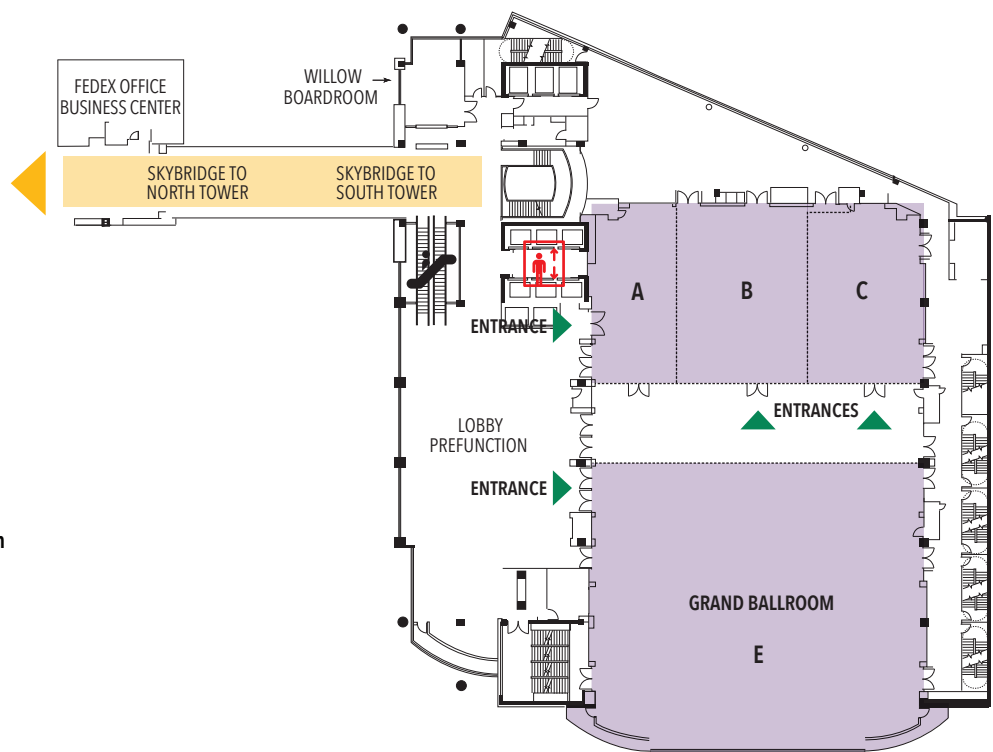 WILLOW
BOARDROOM
FEDEX OFFICE
BUSINESS CENTER
SKYBRIDGE TO
NORTH TOWER
SKYBRIDGE TO
SOUTH TOWER
A
B
C
ENTRANCE
ENTRANCES
LOBBY
PREFUNCTION
ENTRANCE
n
GRAND BALLROOM
E